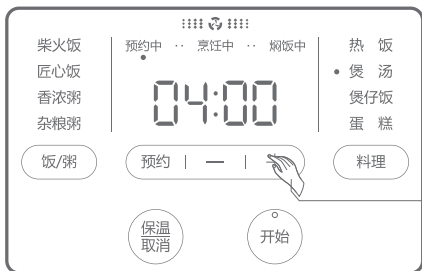 柴火饭
匠心饭
香浓粥
杂粮粥
饭/粥
预约中 ·· 烹饪中 ·· 焖饭中
04:00
预约 | — |
热 饭
煲 汤
煲仔饭
蛋 糕
料理
保温
取消
开始